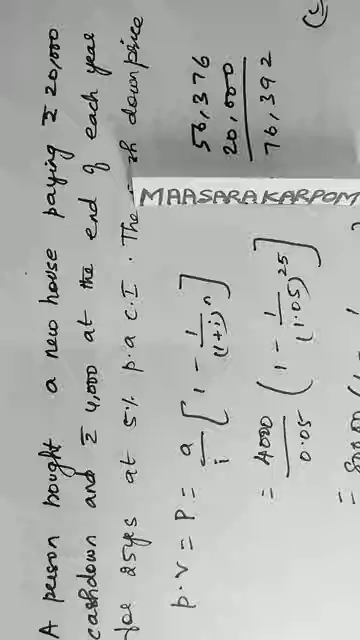 A person bought a new house paying ₹ 20,000
cashdown and ₹ 4,000 at the end of each year
for 25yrs at 5% p.a C.I. The down price
p.v = P = a/i [1 - 1/(1+i)^n]
56,376
20,000
76,392
MAASARAKARPOM
= 4000/0.05 (1 - 1/(1.05)^25)
=